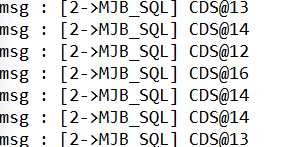 msg : [2->MJB_SQL] CDS@13
msg : [2->MJB_SQL] CDS@14
msg : [2->MJB_SQL] CDS@12
msg : [2->MJB_SQL] CDS@16
msg : [2->MJB_SQL] CDS@14
msg : [2->MJB_SQL] CDS@14
msg : [2->MJB_SQL] CDS@13